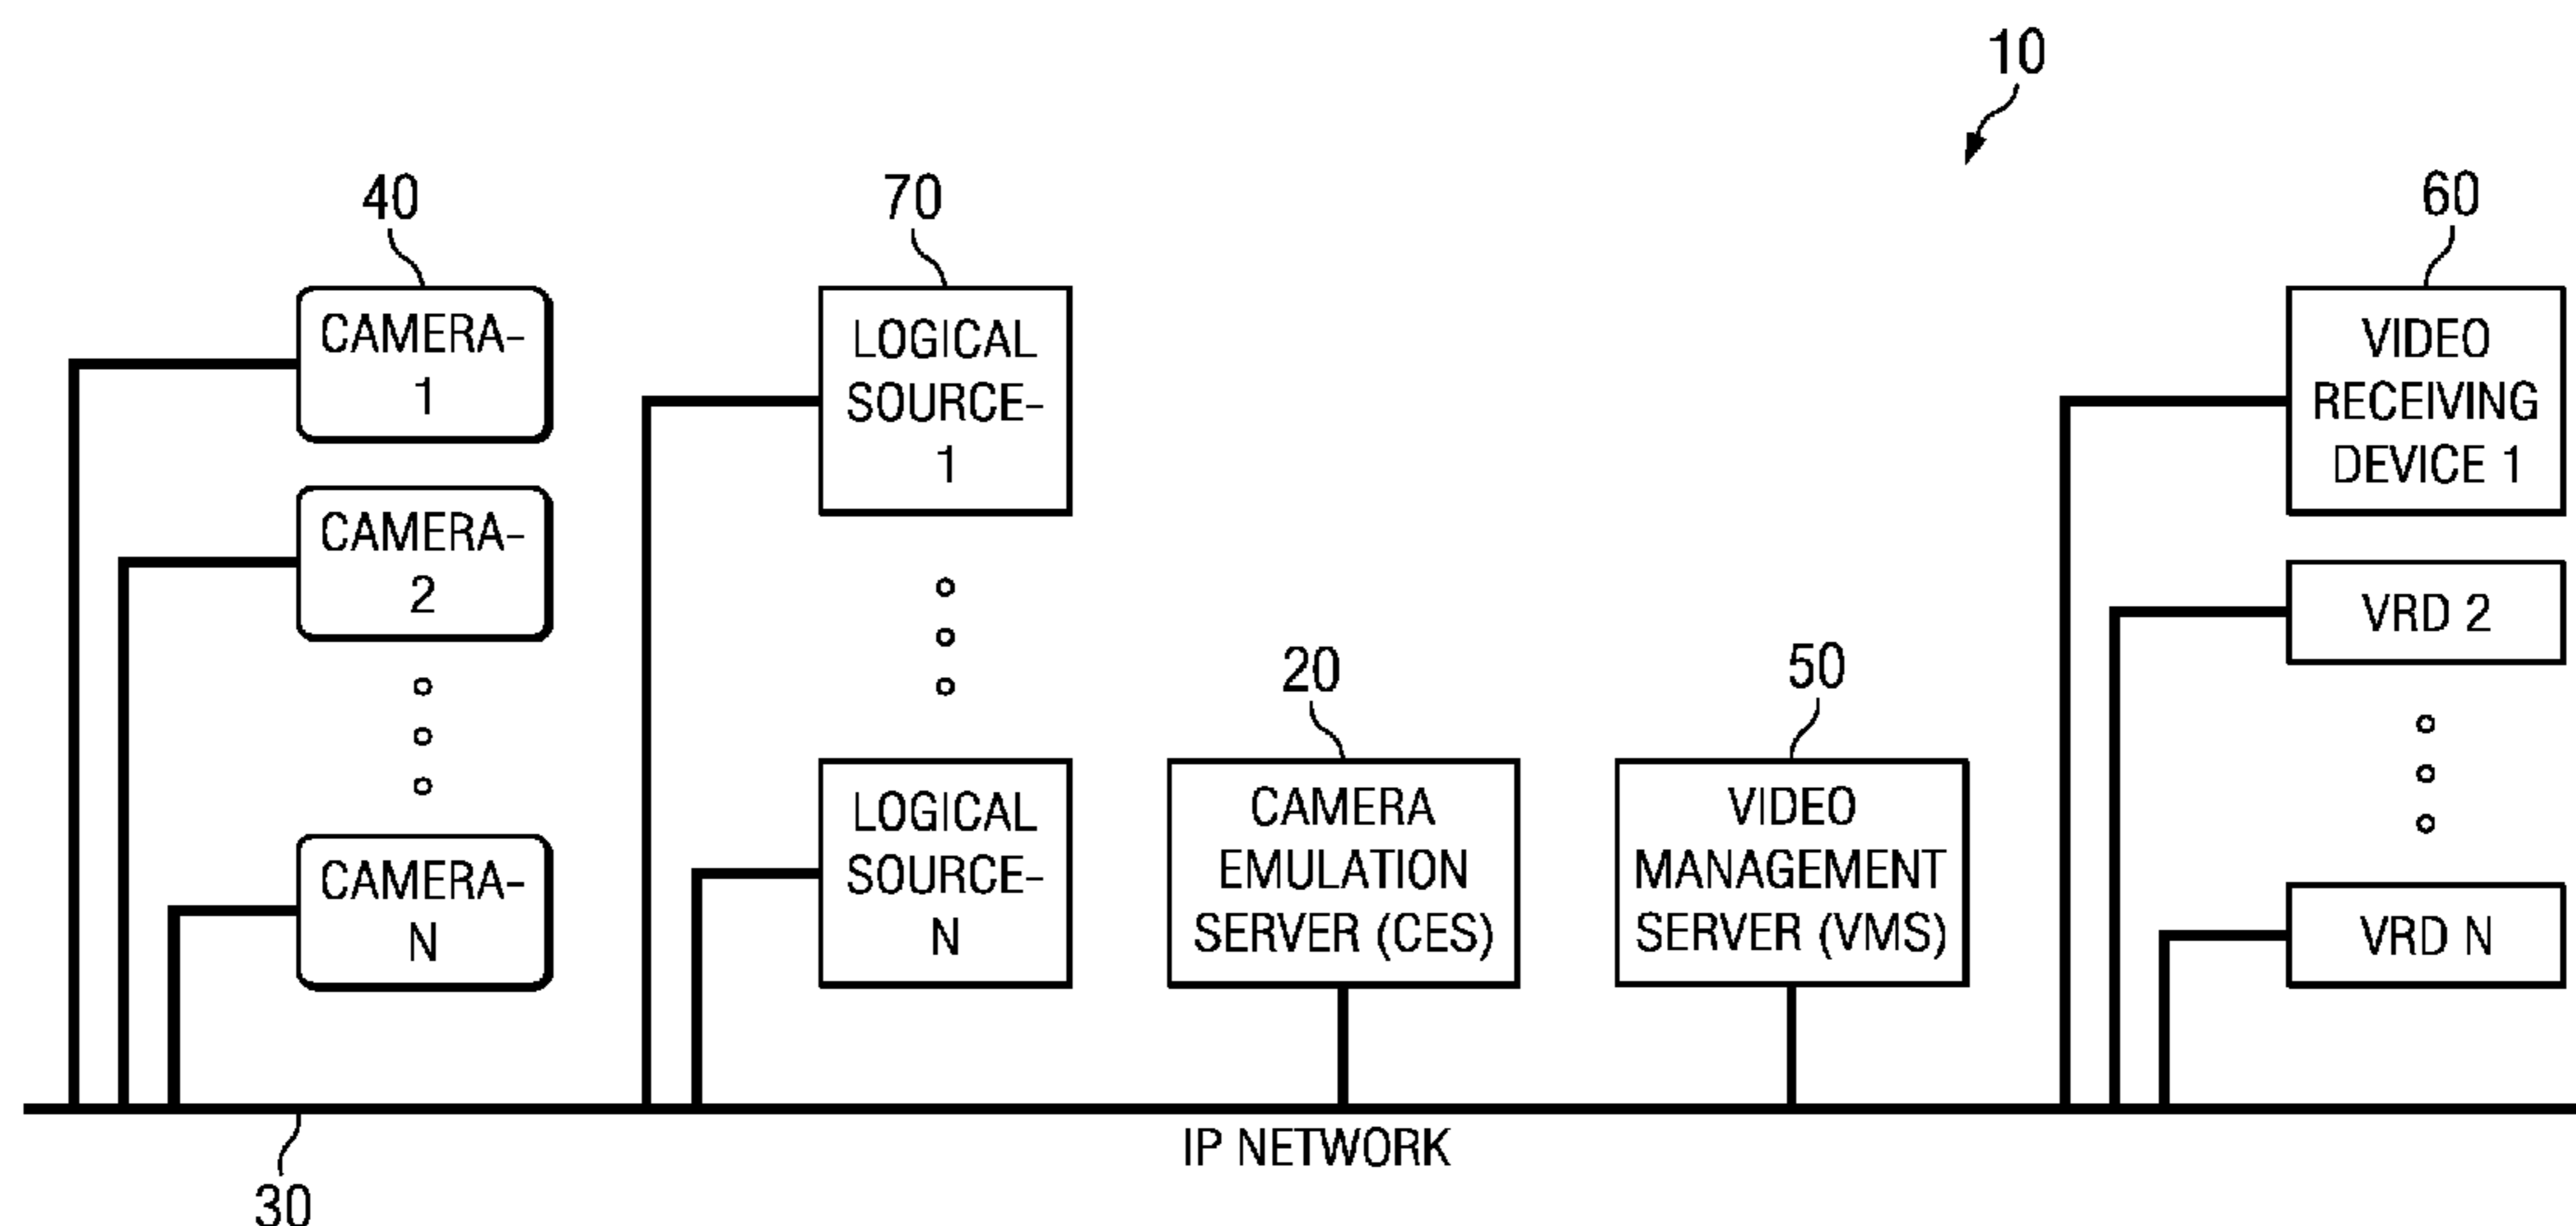 10
40
70
60
CAMERA-
1
LOGICAL
SOURCE-
1
VIDEO
RECEIVING
DEVICE 1
CAMERA-
2
VRD 2
20
50
CAMERA-
N
LOGICAL
SOURCE-
N
CAMERA
EMULATION
SERVER (CES)
VIDEO
MANAGEMENT
SERVER (VMS)
VRD N
IP NETWORK
30